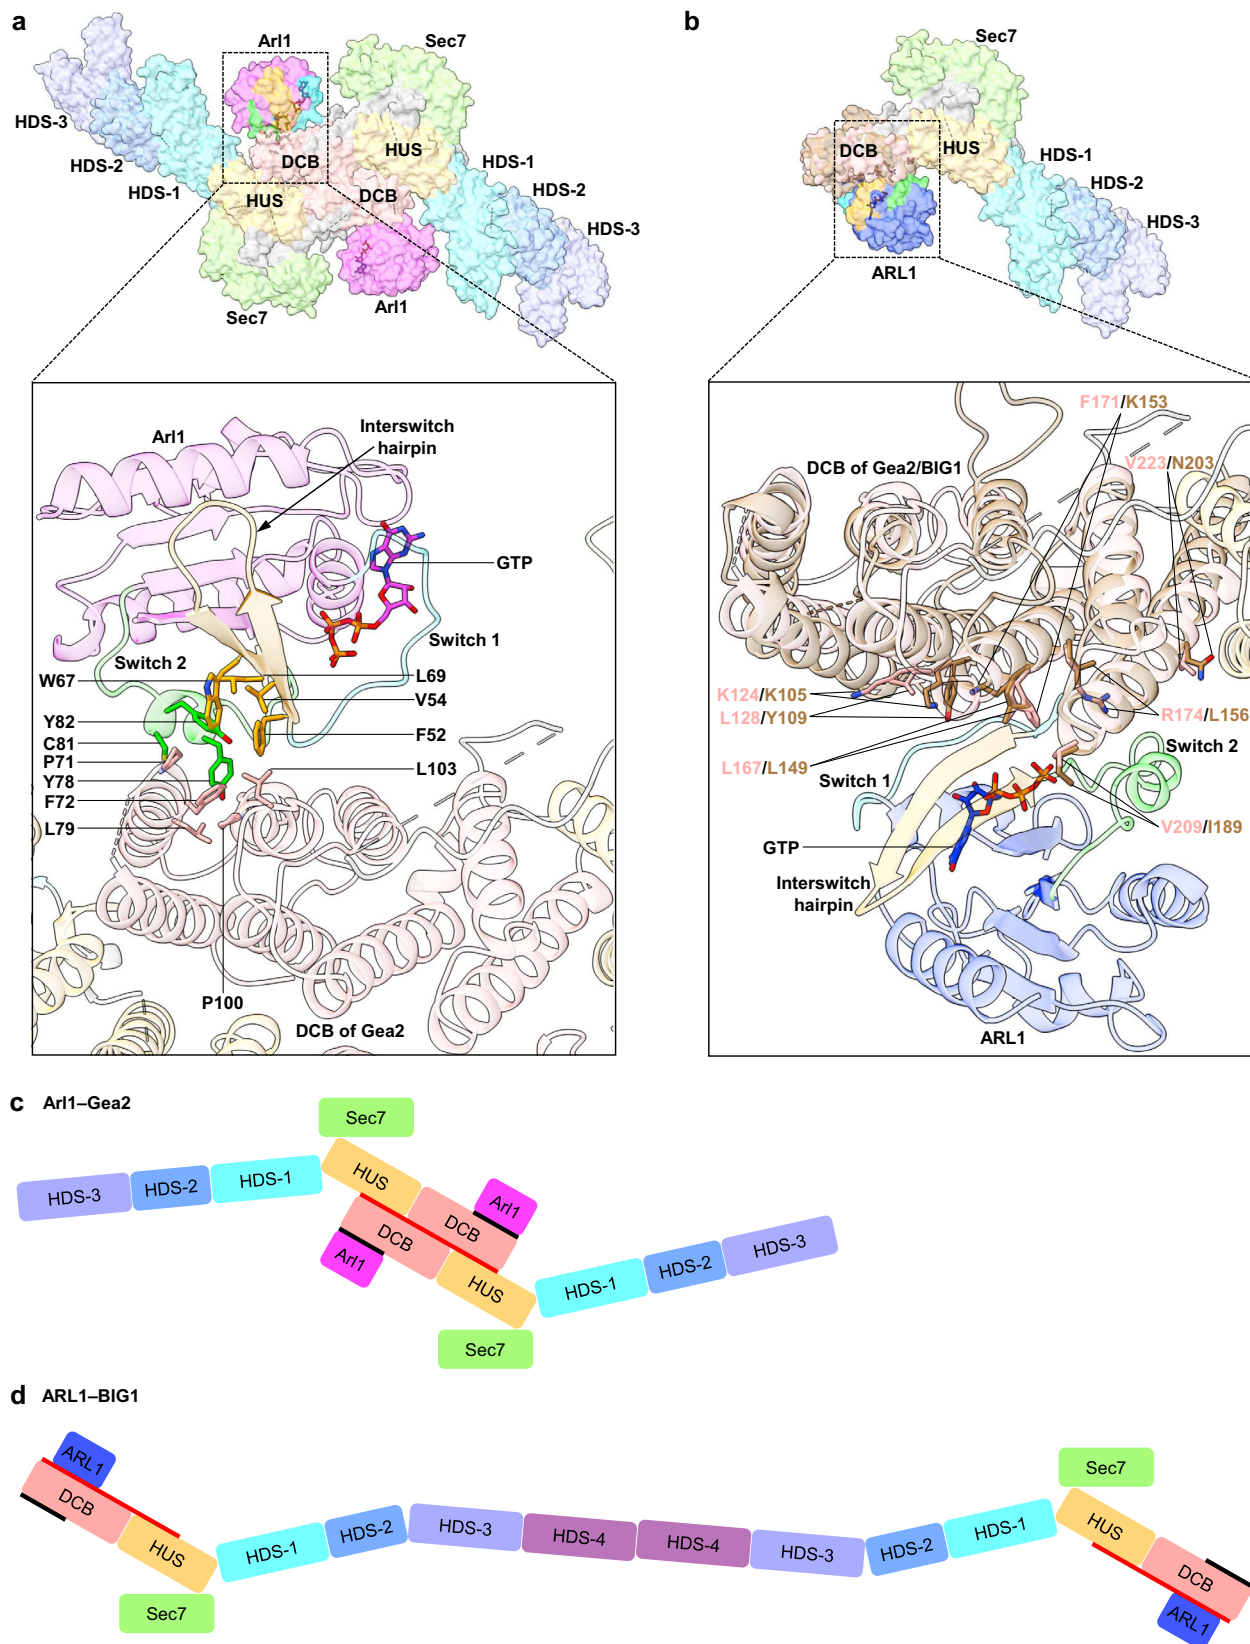 a
Arl1
Sec7
HDS-3
HDS-2
HDS-1
DCB
HUS
HUS
DCB
HDS-1
HDS-2
HDS-3
Sec7
Arl1
Arl1
Interswitch
hairpin
GTP
Switch 1
Switch 2
W67
L69
V54
Y82
F52
C81
P71
L103
Y78
F72
L79
P100
DCB of Gea2
b
Sec7
DCB
HUS
HDS-1
HDS-2
HDS-3
ARL1
F171/K153
V223/N203
DCB of Gea2/BIG1
K124/K105
L128/Y109
R174/L156
L167/L149
Switch 1
Switch 2
V209/I189
GTP
Interswitch
hairpin
ARL1
c Arl1–Gea2
Sec7
HDS-3
HDS-2
HDS-1
HUS
DCB
Arl1
Arl1
DCB
HUS
HDS-1
HDS-2
HDS-3
Sec7
d ARL1–BIG1
ARL1
DCB
HUS
Sec7
HDS-1
HDS-2
HDS-3
HDS-4
HDS-4
HDS-3
HDS-2
HDS-1
Sec7
HUS
DCB
ARL1